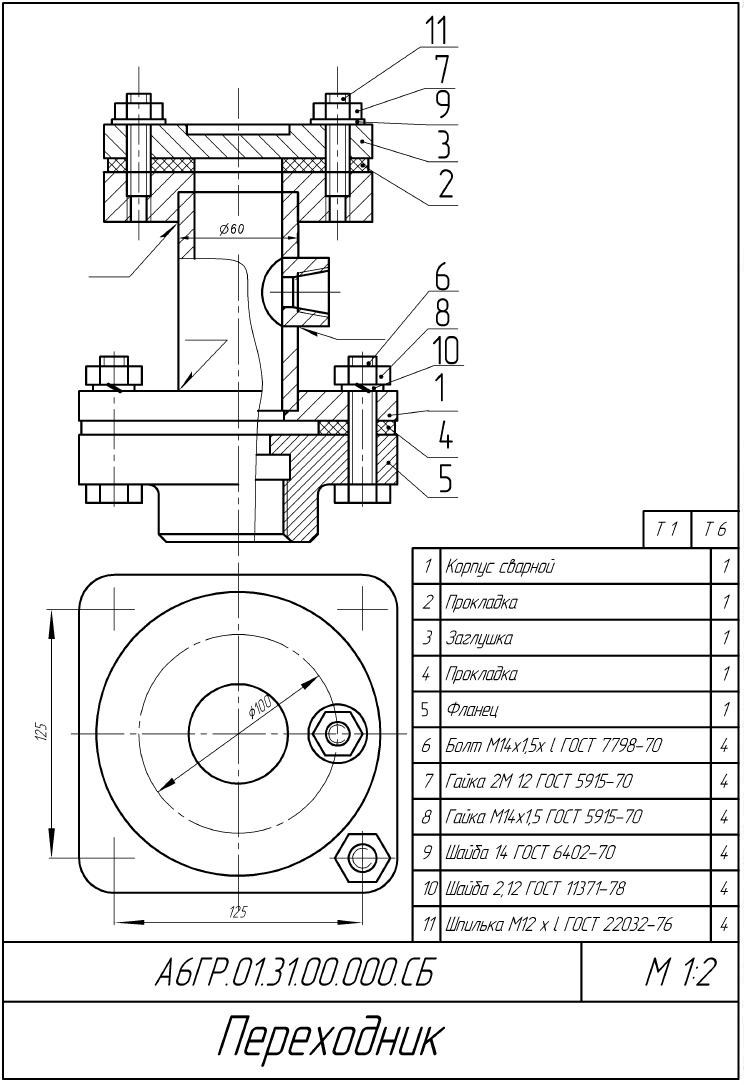 11
7
9
3
2
Ø60
6
8
10
1
4
5
Т 1 Т 6
1 Корпус сварной 1
2 Прокладка 1
3 Заглушка 1
4 Прокладка 1
5 Фланец 1
6 Болт М14х1,5х l ГОСТ 7798-70 4
7 Гайка 2М 12 ГОСТ 5915-70 4
8 Гайка М14х1,5 ГОСТ 5915-70 4
9 Шайба 14 ГОСТ 6402-70 4
10 Шайба 2,12 ГОСТ 11371-78 4
11 Шпилька М12 х l ГОСТ 22032-76 4
Ø100
125
125
А6ГР.01.31.00.000.СБ М 1:2
Переходник